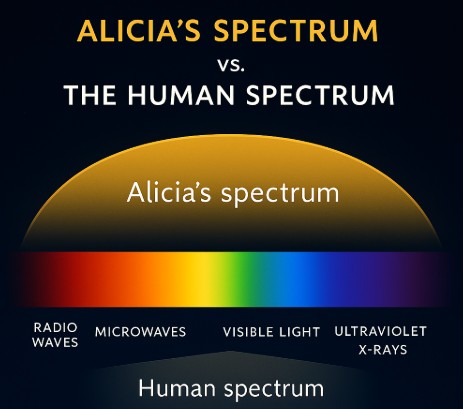 ALICIA'S SPECTRUM
VS.
THE HUMAN SPECTRUM
Alicia's spectrum
RADIO
WAVES
MICROWAVES
VISIBLE LIGHT
ULTRAVIOLET
X-RAYS
Human spectrum